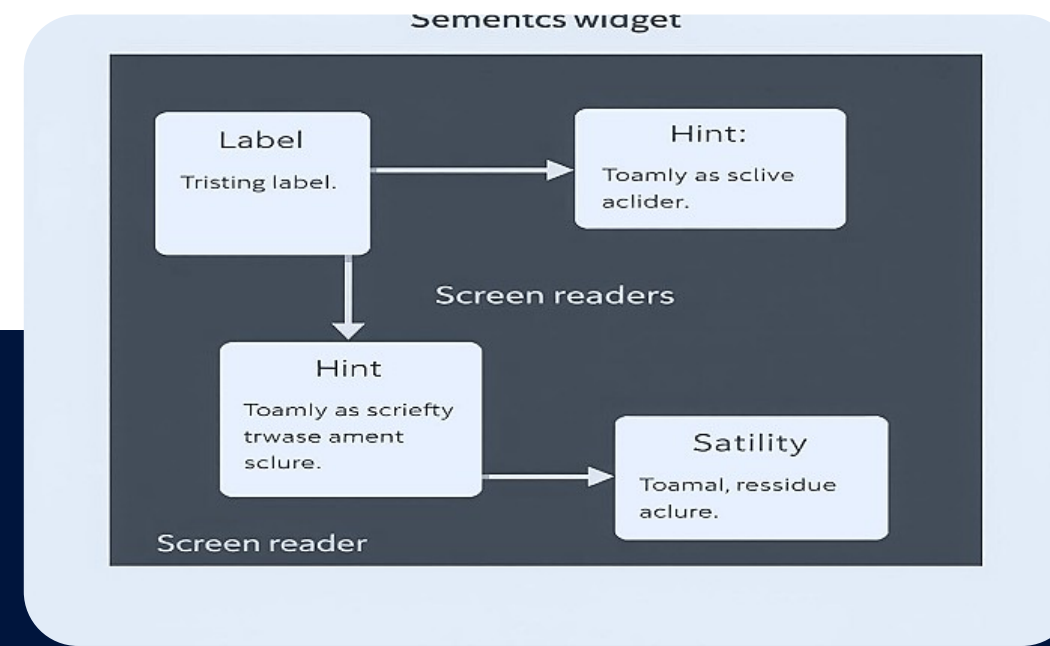 Sementcs widget
Label
Tristing label.
Hint:
Toamly as sclive
aclider.
Screen readers
Hint
Toamly as scriefty
trwase ament
sclure.
Satility
Toamal, ressidue
aclure.
Screen reader